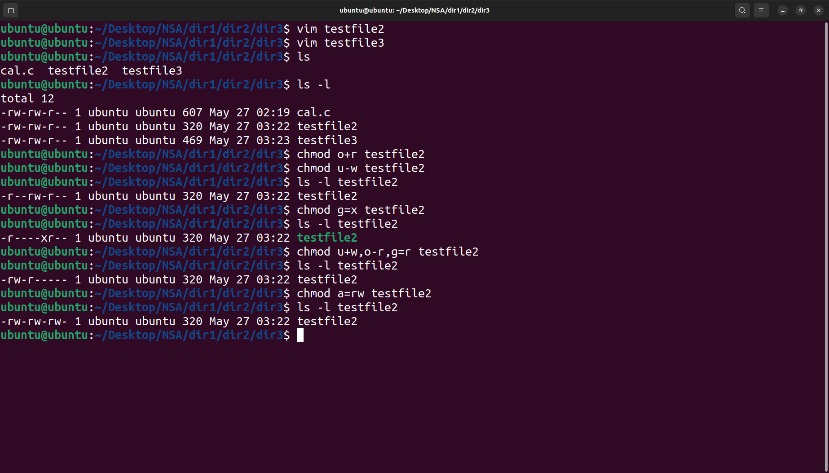 ubuntu@ubuntu: ~/Desktop/NSA/dir1/dir2/dir3
ubuntu@ubuntu:~/Desktop/NSA/dir1/dir2/dir3$ vim testfile2
ubuntu@ubuntu:~/Desktop/NSA/dir1/dir2/dir3$ vim testfile3
ubuntu@ubuntu:~/Desktop/NSA/dir1/dir2/dir3$ ls
cal.c  testfile2  testfile3
ubuntu@ubuntu:~/Desktop/NSA/dir1/dir2/dir3$ ls -l
total 12
-rw-rw-r-- 1 ubuntu ubuntu 607 May 27 02:19 cal.c
-rw-rw-r-- 1 ubuntu ubuntu 320 May 27 03:22 testfile2
-rw-rw-r-- 1 ubuntu ubuntu 469 May 27 03:23 testfile3
ubuntu@ubuntu:~/Desktop/NSA/dir1/dir2/dir3$ chmod o+r testfile2
ubuntu@ubuntu:~/Desktop/NSA/dir1/dir2/dir3$ chmod u-w testfile2
ubuntu@ubuntu:~/Desktop/NSA/dir1/dir2/dir3$ ls -l testfile2
-r--rw-r-- 1 ubuntu ubuntu 320 May 27 03:22 testfile2
ubuntu@ubuntu:~/Desktop/NSA/dir1/dir2/dir3$ chmod g=x testfile2
ubuntu@ubuntu:~/Desktop/NSA/dir1/dir2/dir3$ ls -l testfile2
-r----xr-- 1 ubuntu ubuntu 320 May 27 03:22 testfile2
ubuntu@ubuntu:~/Desktop/NSA/dir1/dir2/dir3$ chmod u+w,o-r,g=r testfile2
ubuntu@ubuntu:~/Desktop/NSA/dir1/dir2/dir3$ ls -l testfile2
-rw-r----- 1 ubuntu ubuntu 320 May 27 03:22 testfile2
ubuntu@ubuntu:~/Desktop/NSA/dir1/dir2/dir3$ chmod a=rw testfile2
ubuntu@ubuntu:~/Desktop/NSA/dir1/dir2/dir3$ ls -l testfile2
-rw-rw-rw- 1 ubuntu ubuntu 320 May 27 03:22 testfile2
ubuntu@ubuntu:~/Desktop/NSA/dir1/dir2/dir3$